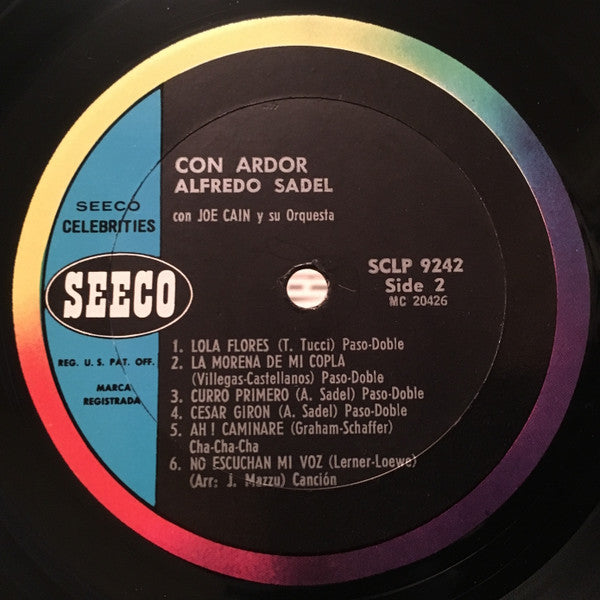 CON ARDOR
ALFREDO SADEL
con JOE CAIN y su Orquesta
SEECO
CELEBRITIES
SEECO
REG. U. S. PAT. OFF.
MARCA
REGISTRADA
SCLP 9242
Side 2
MC 20426
1. LOLA FLORES (T. Tucci) Paso-Doble
2. LA MORENA DE MI COPLA
(Villegas-Castellanos) Paso-Doble
3. CURRO PRIMERO (A. Sadel) Paso-Doble
4. CESAR GIRON (A. Sadel) Paso-Doble
5. AH! CAMINARE (Graham-Schaffer)
Cha-Cha-Cha
6. NO ESCUCHAN MI VOZ (Lerner-Loewe)
(Arr: J. Mazzu) Canción